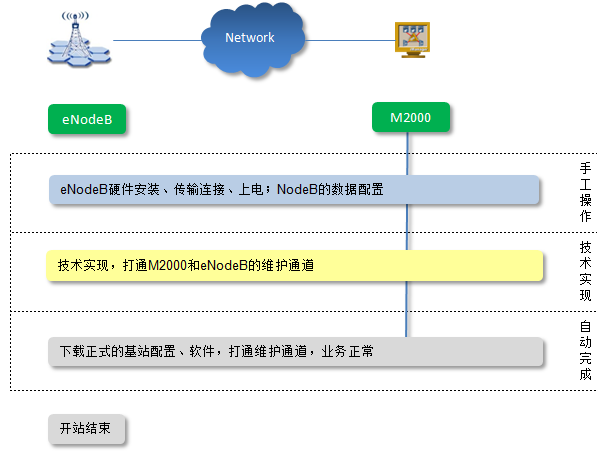 Network
eNodeB
M2000
eNodeB硬件安装、传输连接、上电；NodeB的数据配置
手工操作
技术实现，打通M2000和eNodeB的维护通道
技术实现
下载正式的基站配置、软件，打通维护通道，业务正常
自动完成
开站结束